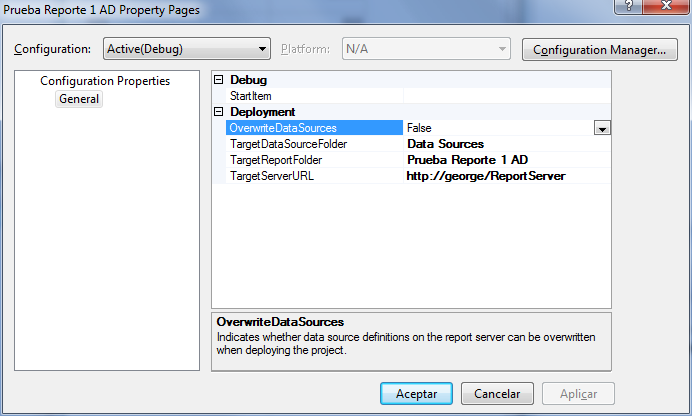 Prueba Reporte 1 AD Property Pages
Configuration: Active(Debug) Platform: N/A Configuration Manager...
Configuration Properties
General
Debug
StartItem
Deployment
OverwriteDataSources False
TargetDataSourceFolder Data Sources
TargetReportFolder Prueba Reporte 1 AD
TargetServerURL http://george/ReportServer
OverwriteDataSources
Indicates whether data source definitions on the report server can be overwritten
when deploying the project.
Aceptar Cancelar Aplicar